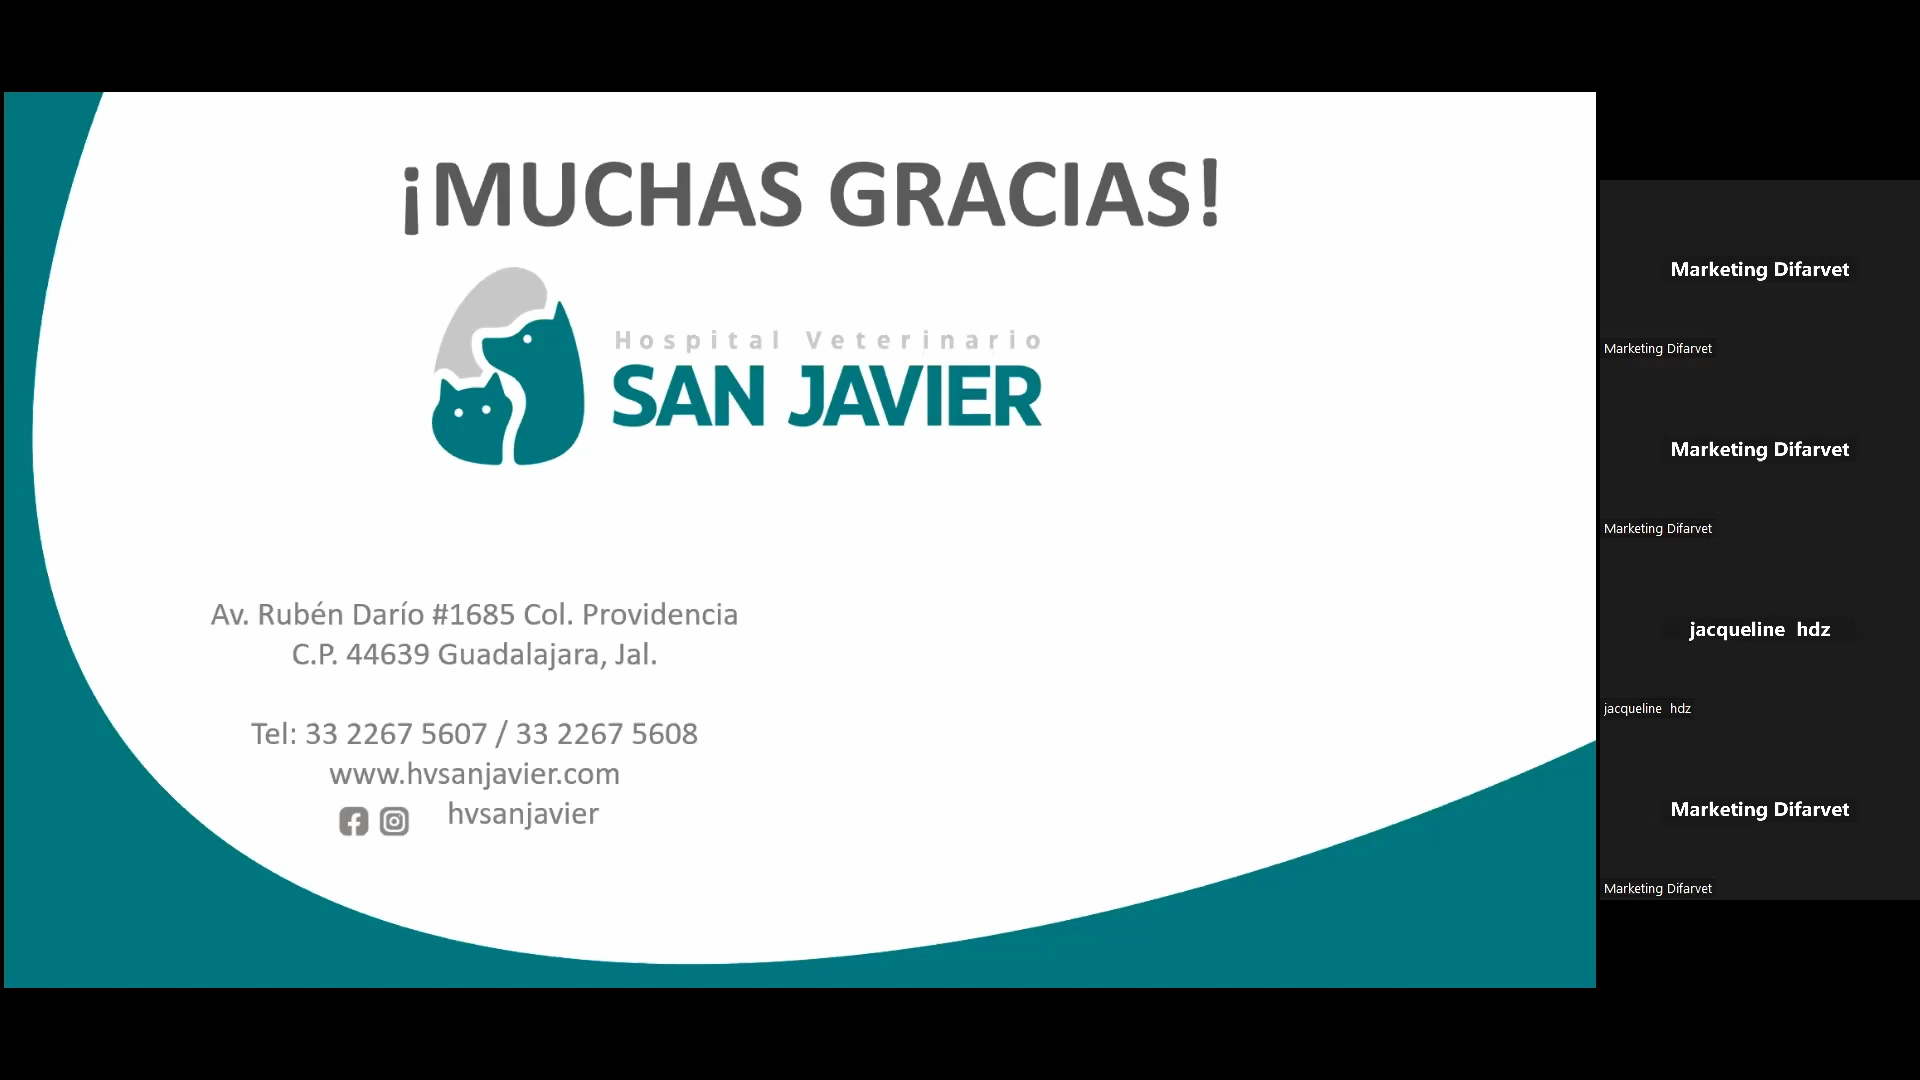 ¡MUCHAS GRACIAS!
Hospital Veterinario
SAN JAVIER
Av. Rubén Darío #1685 Col. Providencia
C.P. 44639 Guadalajara, Jal.
Tel: 33 2267 5607 / 33 2267 5608
www.hvsanjavier.com
hvsanjavier
Marketing Difarvet
Marketing Difarvet
Marketing Difarvet
Marketing Difarvet
jacqueline hdz
jacqueline hdz
Marketing Difarvet
Marketing Difarvet